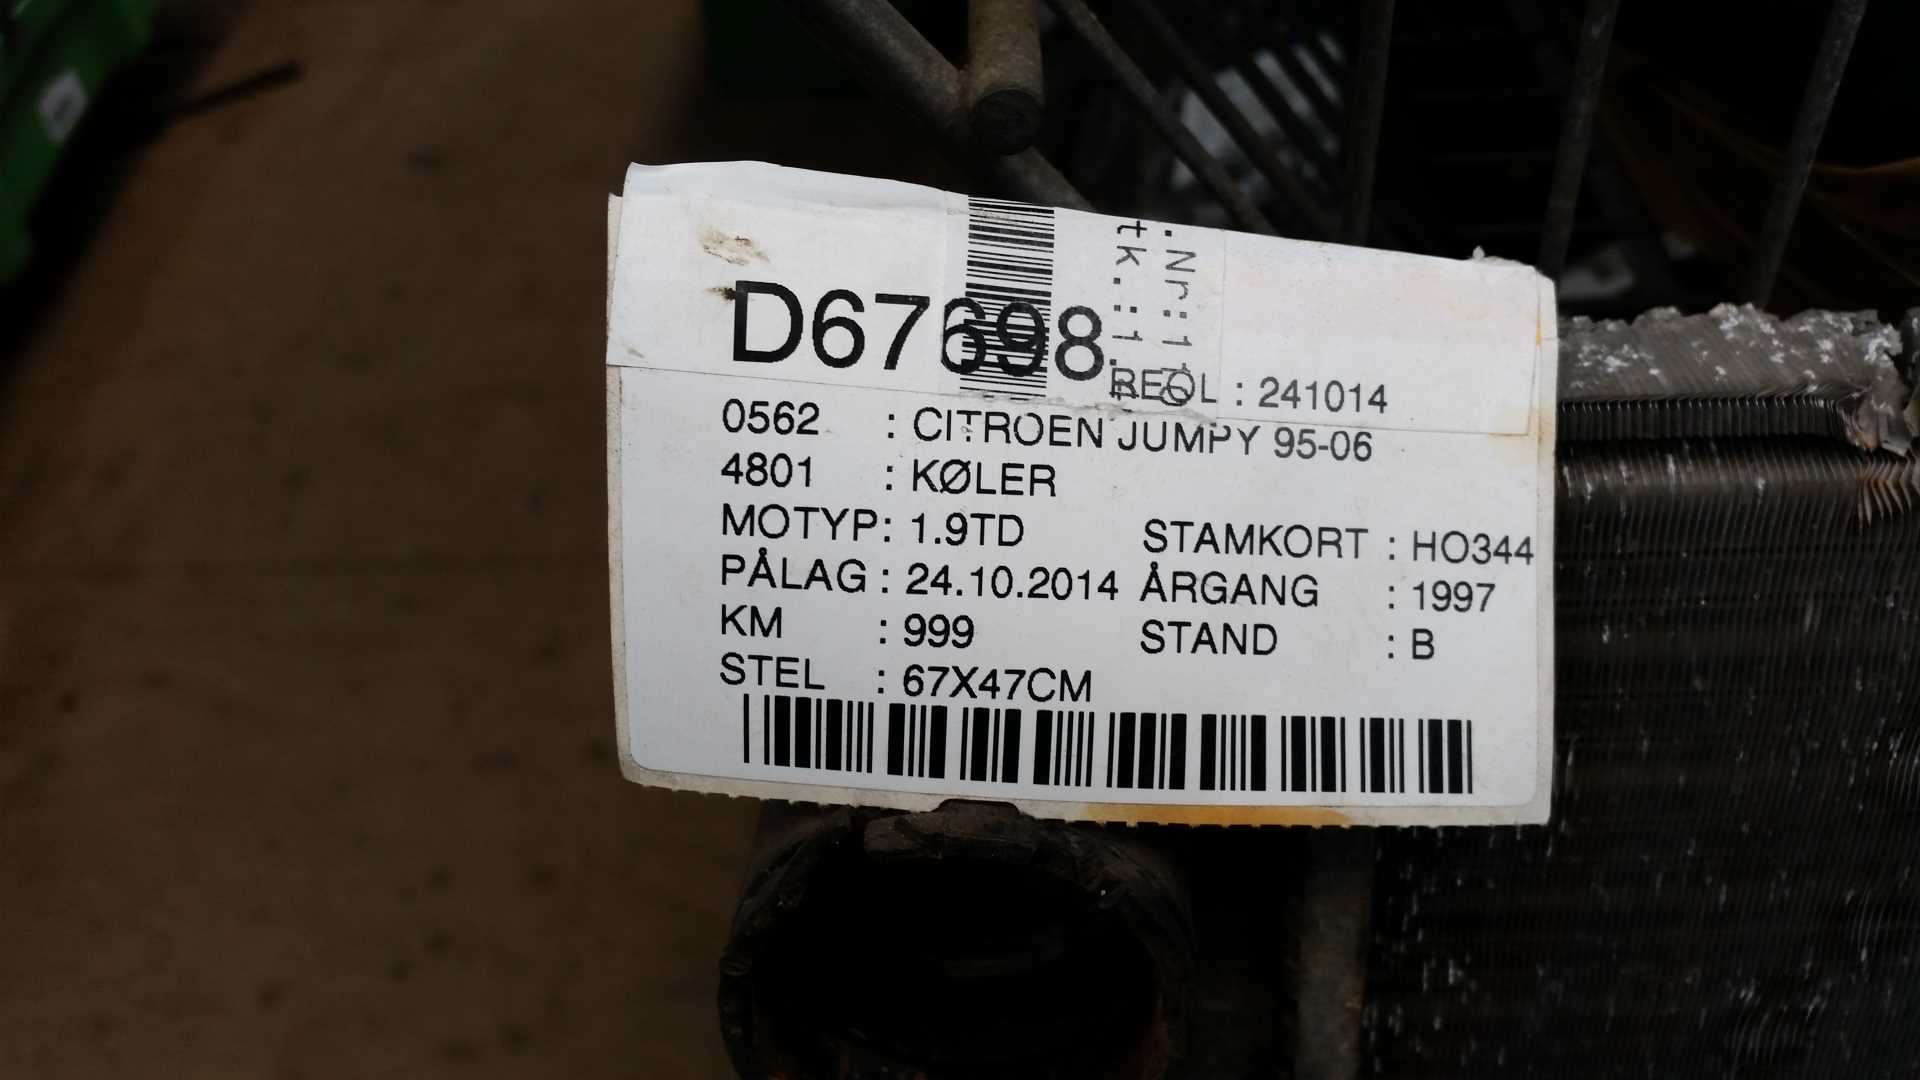 D67698
REOL : 241014
0562 : CITROEN JUMPY 95-06
4801 : KØLER
MOTYP: 1.9TD STAMKORT : HO344
PÅLAG : 24.10.2014 ÅRGANG : 1997
KM : 999 STAND : B
STEL : 67X47CM